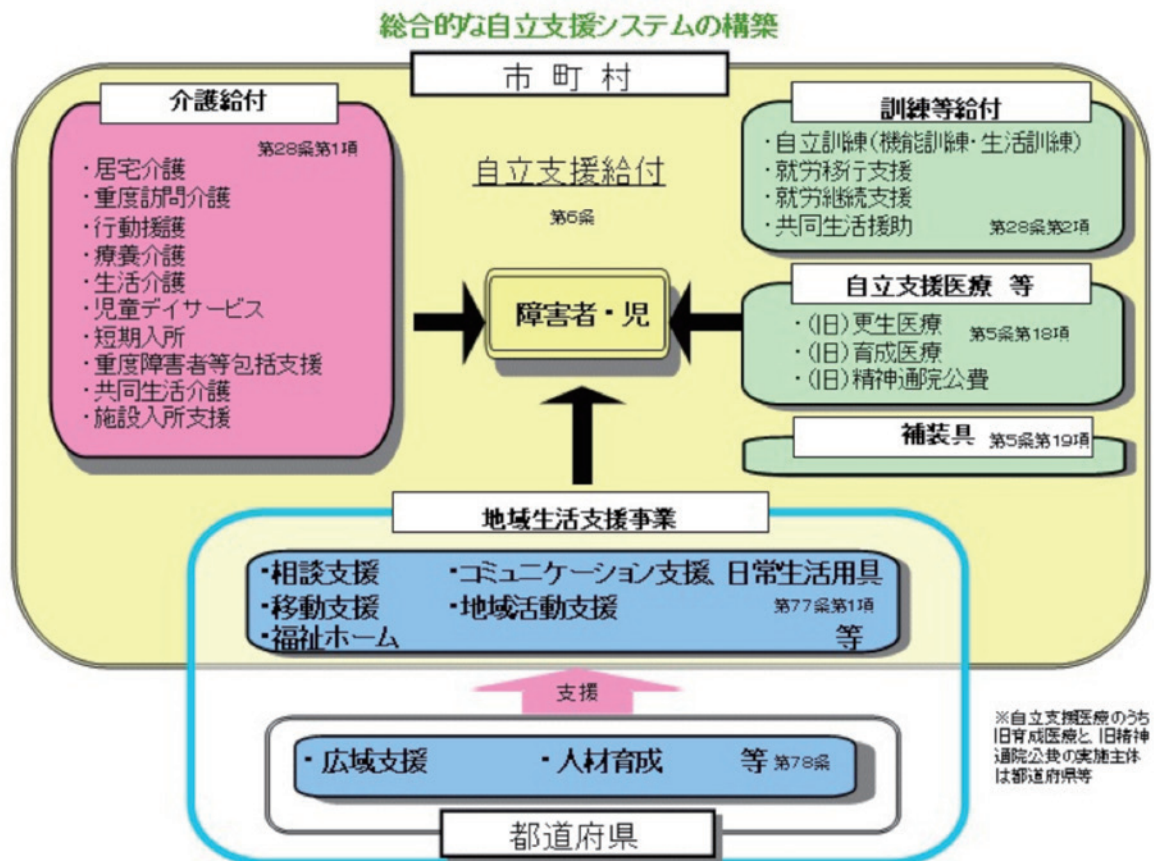 総合的な自立支援システムの構築
市町村
介護給付
第28条第1項
・居宅介護
・重度訪問介護
・行動援護
・療養介護
・生活介護
・児童デイサービス
・短期入所
・重度障害者等包括支援
・共同生活介護
・施設入所支援
自立支援給付
第6条
障害者・児
訓練等給付
・自立訓練(機能訓練・生活訓練)
・就労移行支援
・就労継続支援
・共同生活援助 第28条第2項
自立支援医療 等
・(旧)更生医療 第5条第18項
・(旧)育成医療
・(旧)精神通院公費
補装具 第5条第19項
地域生活支援事業
・相談支援 ・コミュニケーション支援、日常生活用具
・移動支援 ・地域活動支援 第77条第1項
・福祉ホーム 等
支援
・広域支援 ・人材育成 等 第78条
都道府県
※自立支援医療のうち
旧育成医療と、旧精神
通院公費の実施主体
は都道府県等